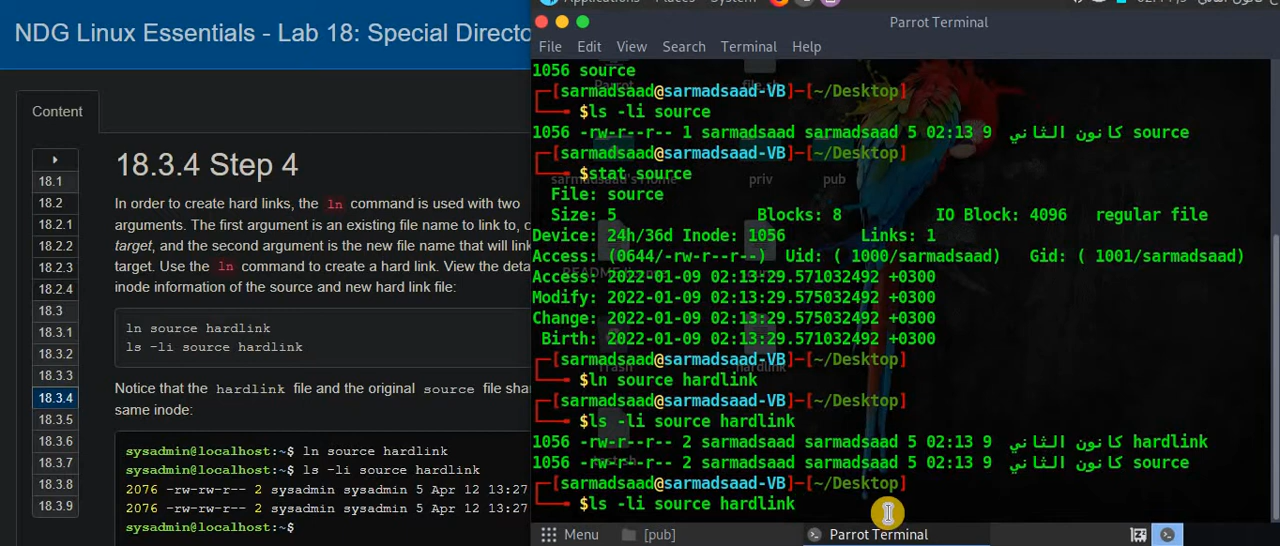 NDG Linux Essentials - Lab 18: Special Directo
Content
18.1
18.2
18.2.1
18.2.2
18.2.3
18.2.4
18.3
18.3.1
18.3.2
18.3.3
18.3.4
18.3.5
18.3.6
18.3.7
18.3.8
18.3.9
18.3.4 Step 4
In order to create hard links, the ln command is used with two
arguments. The first argument is an existing file name to link to, c
target, and the second argument is the new file name that will link
target. Use the ln command to create a hard link. View the deta
inode information of the source and new hard link file:
ln source hardlink
ls -li source hardlink
Notice that the hardlink file and the original source file shar
same inode:
sysadmin@localhost:~$ ln source hardlink
sysadmin@localhost:~$ ls -li source hardlink
2076 -rw-rw-r-- 2 sysadmin sysadmin 5 Apr 12 13:27
2076 -rw-rw-r-- 2 sysadmin sysadmin 5 Apr 12 13:27
sysadmin@localhost:~$
Applications Places System
Parrot Terminal
File Edit View Search Terminal Help
1056 source
[sarmadsaad@sarmadsaad-VB]-[~/Desktop]
$ls -li source
1056 -rw-r--r-- 1 sarmadsaad sarmadsaad 5 02:13 9 كانون الثاني source
[sarmadsaad@sarmadsaad-VB]-[~/Desktop]
$stat source
File: source
Size: 5 Blocks: 8 IO Block: 4096 regular file
Device: 24h/36d Inode: 1056 Links: 1
Access: (0644/-rw-r--r--) Uid: ( 1000/sarmadsaad) Gid: ( 1001/sarmadsaad)
Access: 2022-01-09 02:13:29.571032492 +0300
Modify: 2022-01-09 02:13:29.575032492 +0300
Change: 2022-01-09 02:13:29.575032492 +0300
Birth: 2022-01-09 02:13:29.571032492 +0300
[sarmadsaad@sarmadsaad-VB]-[~/Desktop]
$ln source hardlink
[sarmadsaad@sarmadsaad-VB]-[~/Desktop]
$ls -li source hardlink
1056 -rw-r--r-- 2 sarmadsaad sarmadsaad 5 02:13 9 كانون الثاني hardlink
1056 -rw-r--r-- 2 sarmadsaad sarmadsaad 5 02:13 9 كانون الثاني source
[sarmadsaad@sarmadsaad-VB]-[~/Desktop]
$ls -li source hardlink
sarmadsaad's Home
priv
pub
Trash
test.sh
Menu
[pub]
Parrot Terminal